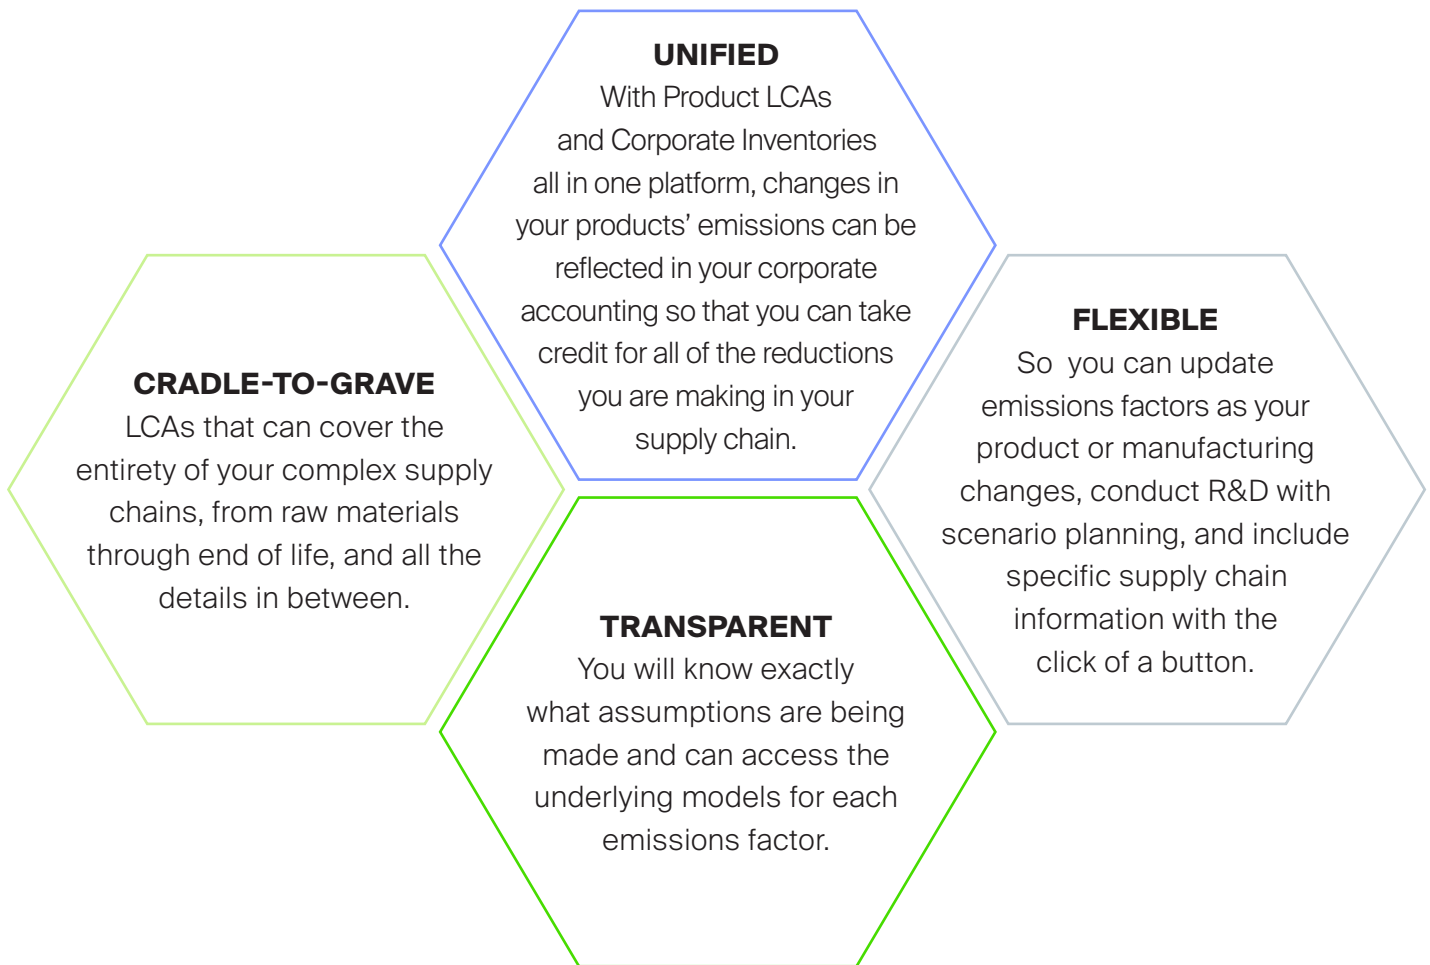 UNIFIED
With Product LCAs
and Corporate Inventories
all in one platform, changes in
your products’ emissions can be
reflected in your corporate
accounting so that you can take
credit for all of the reductions
you are making in your
supply chain.
CRADLE-TO-GRAVE
LCAs that can cover the
entirety of your complex supply
chains, from raw materials
through end of life, and all the
details in between.
FLEXIBLE
So  you can update
emissions factors as your
product or manufacturing
changes, conduct R&D with
scenario planning, and include
specific supply chain
information with the
click of a button.
TRANSPARENT
You will know exactly
what assumptions are being
made and can access the
underlying models for each
emissions factor.